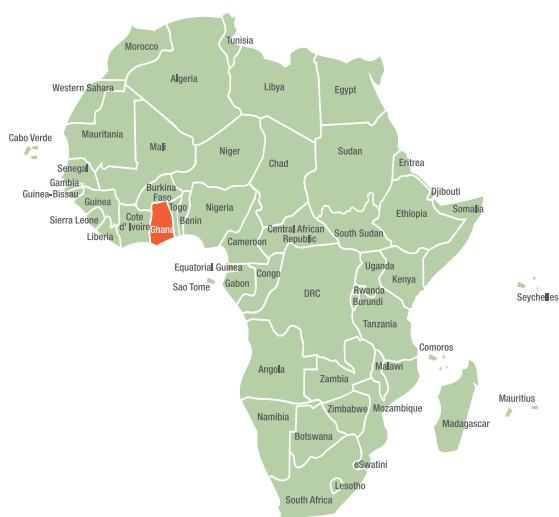 Tunisia
Morocco
Algeria
Libya
Egypt
Western Sahara
Mauritania
Cabo Verde
Mali
Niger
Chad
Sudan
Eritrea
Senegal
Gambia
Guinea-Bissau
Guinea
Burkina
Faso
Djibouti
Somalia
Ethiopia
Sierra Leone
Liberia
Cote
d' Ivoire
Ghana
Togo
Benin
Nigeria
Central African
Republic
South Sudan
Cameroon
Equatorial Guinea
Sao Tome
Gabon
Congo
DRC
Uganda
Kenya
Rwanda
Burundi
Tanzania
Seychelles
Comoros
Angola
Zambia
Malawi
Mozambique
Zimbabwe
Madagascar
Mauritius
Namibia
Botswana
eSwatini
Lesotho
South Africa